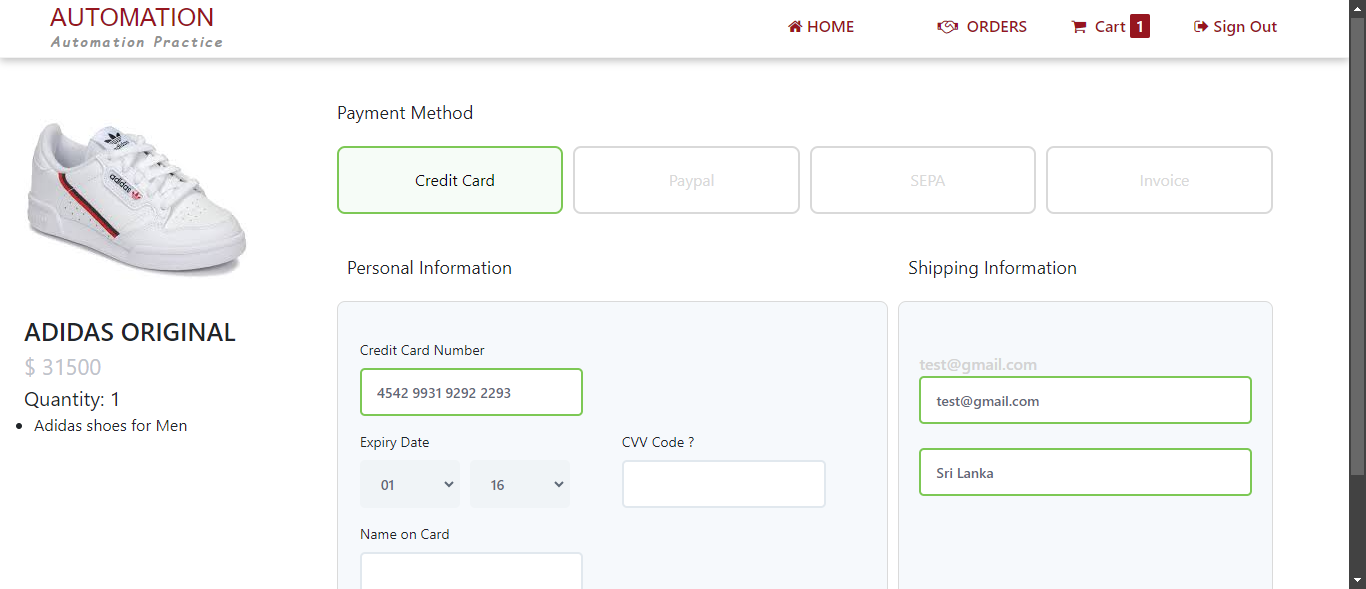 AUTOMATION
Automation Practice
HOME
ORDERS
Cart 1
Sign Out
adidas
adidas
Payment Method
Credit Card
Paypal
SEPA
Invoice
Personal Information
Shipping Information
ADIDAS ORIGINAL
$ 31500
Quantity: 1
Adidas shoes for Men
Credit Card Number
4542 9931 9292 2293
Expiry Date
CVV Code ?
01
16
Name on Card
test@gmail.com
test@gmail.com
Sri Lanka